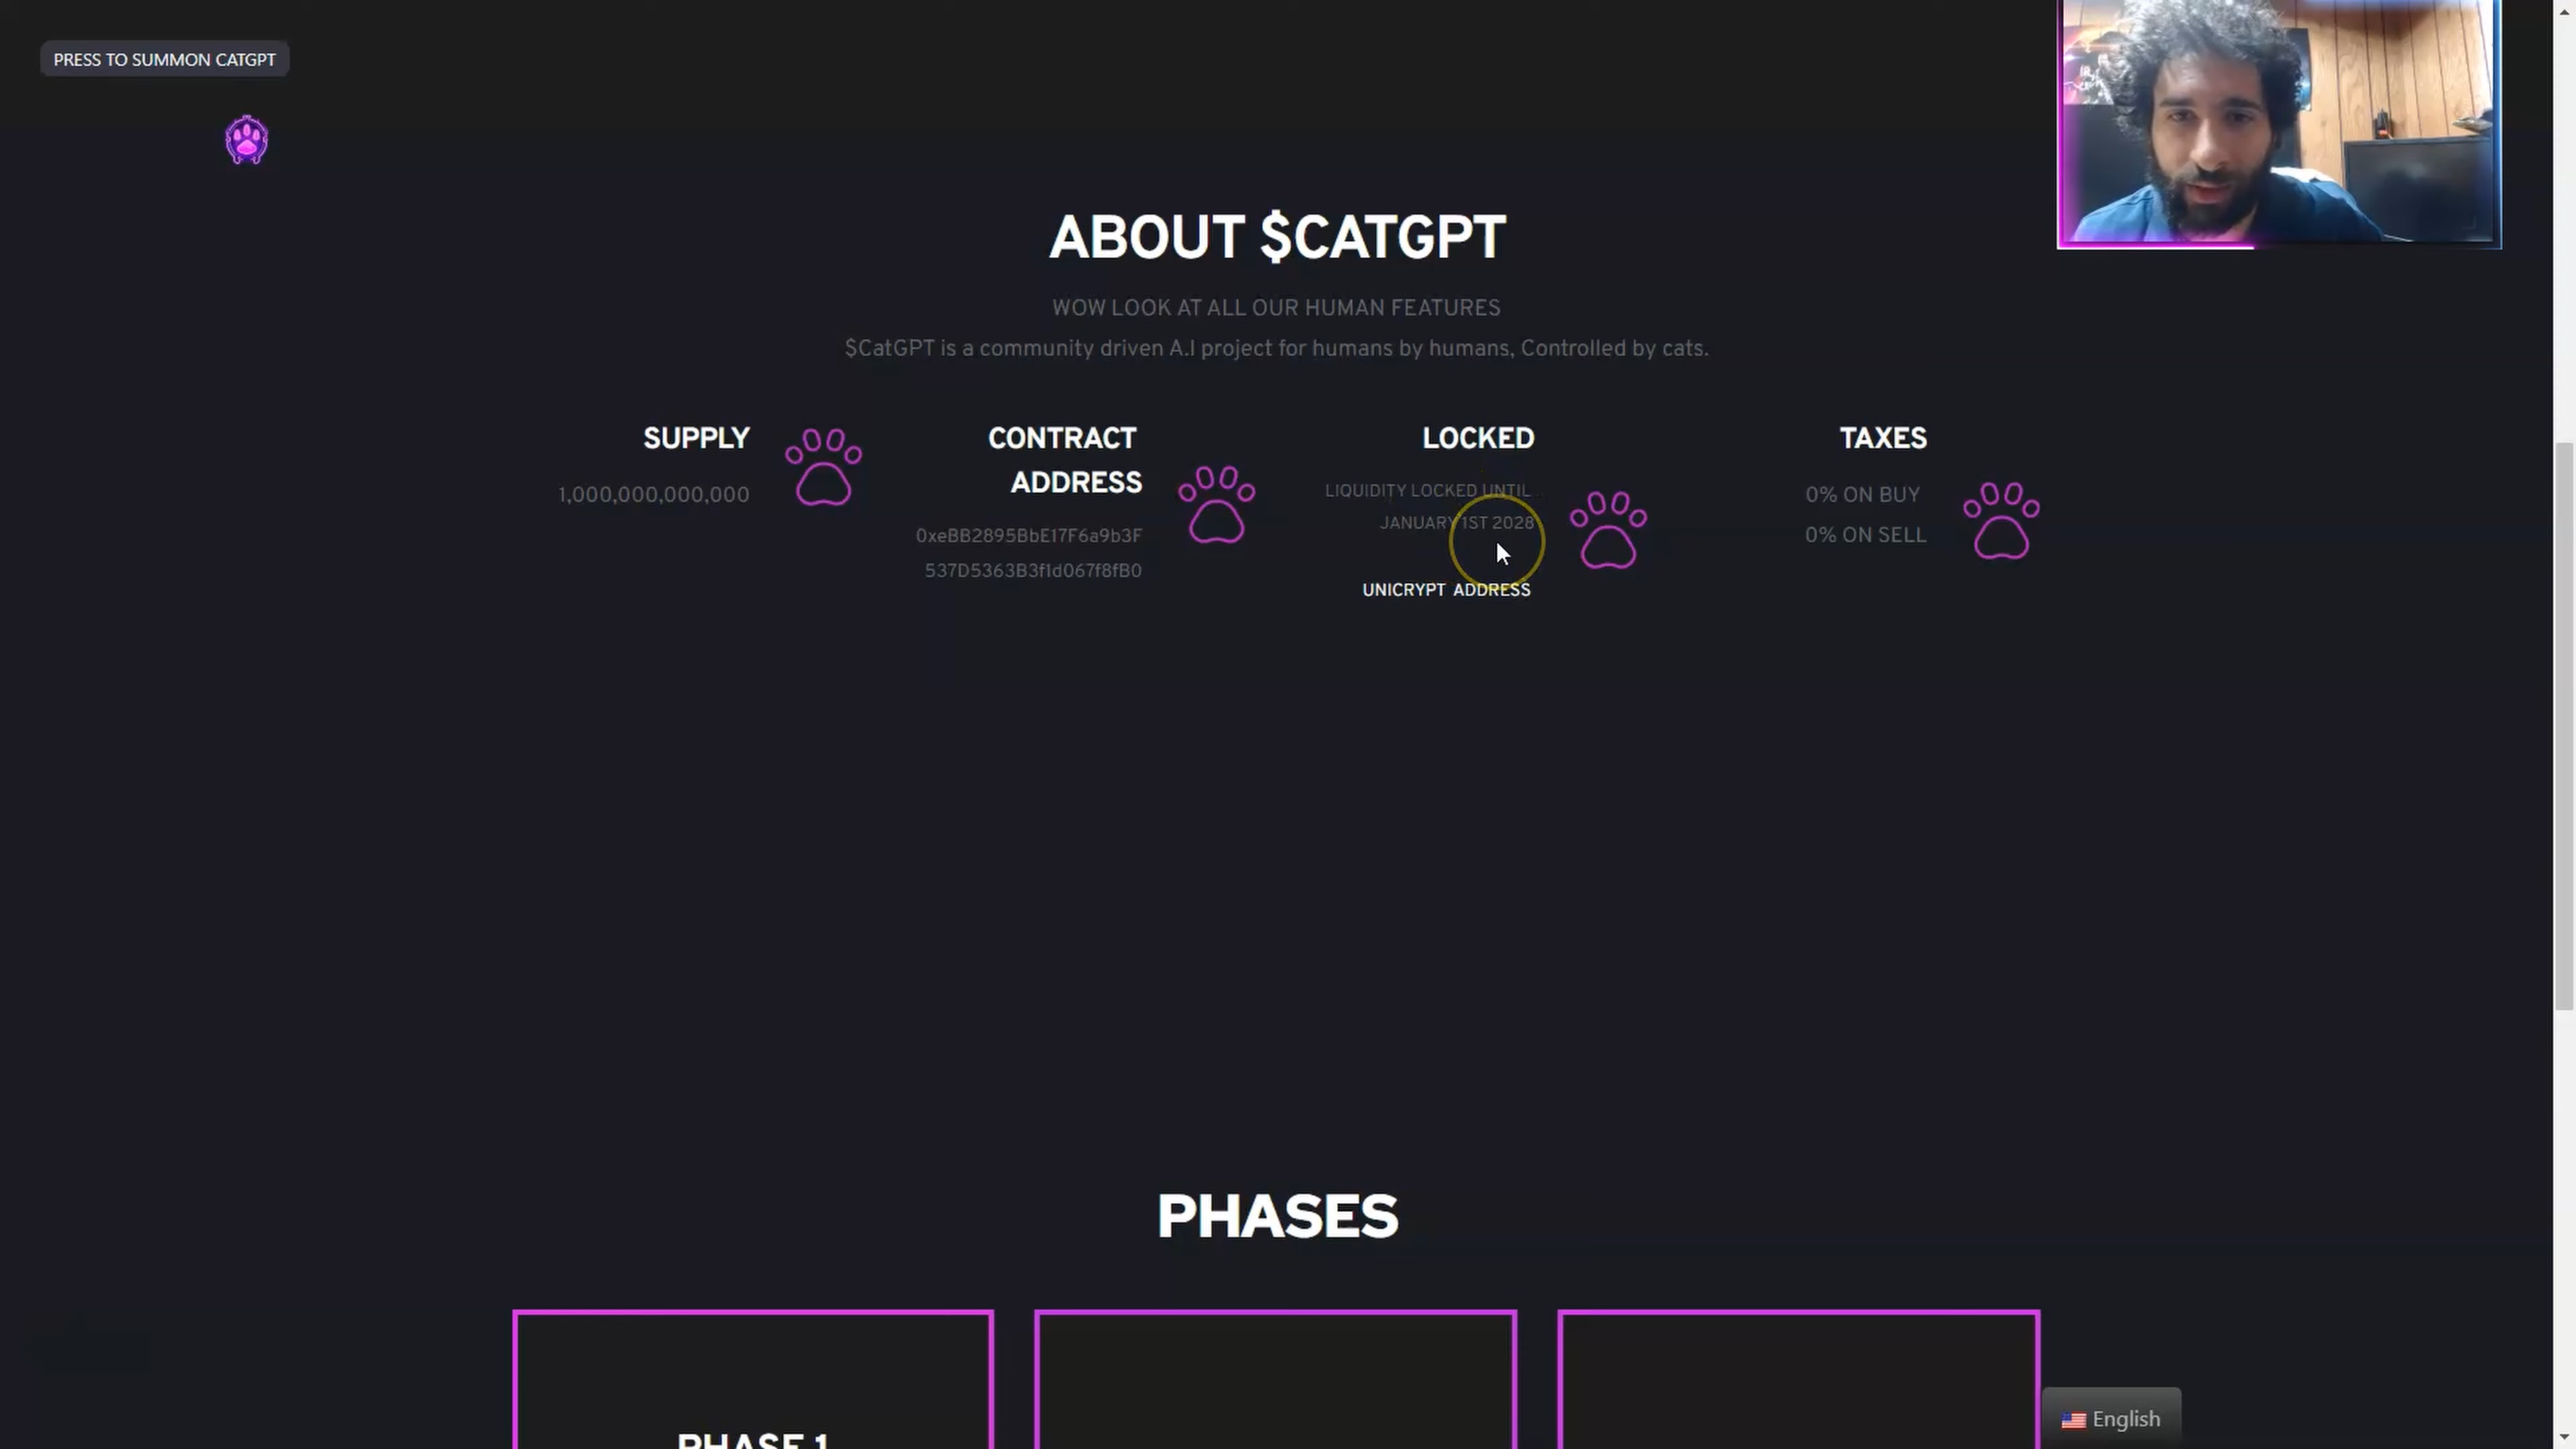 PRESS TO SUMMON CATGPT
ABOUT $CATGPT
WOW LOOK AT ALL OUR HUMAN FEATURES
$CatGPT is a community driven A.I project for humans by humans, Controlled by cats.
SUPPLY
1,000,000,000,000
CONTRACT
ADDRESS
0xeBB2895BbE17F6a9b3F
537D5363B3f1d067f8fB0
LOCKED
LIQUIDITY LOCKED UNTIL
JANUARY 1ST 2028
UNICRYPT ADDRESS
TAXES
0% ON BUY
0% ON SELL
PHASES
PHASE 1
English